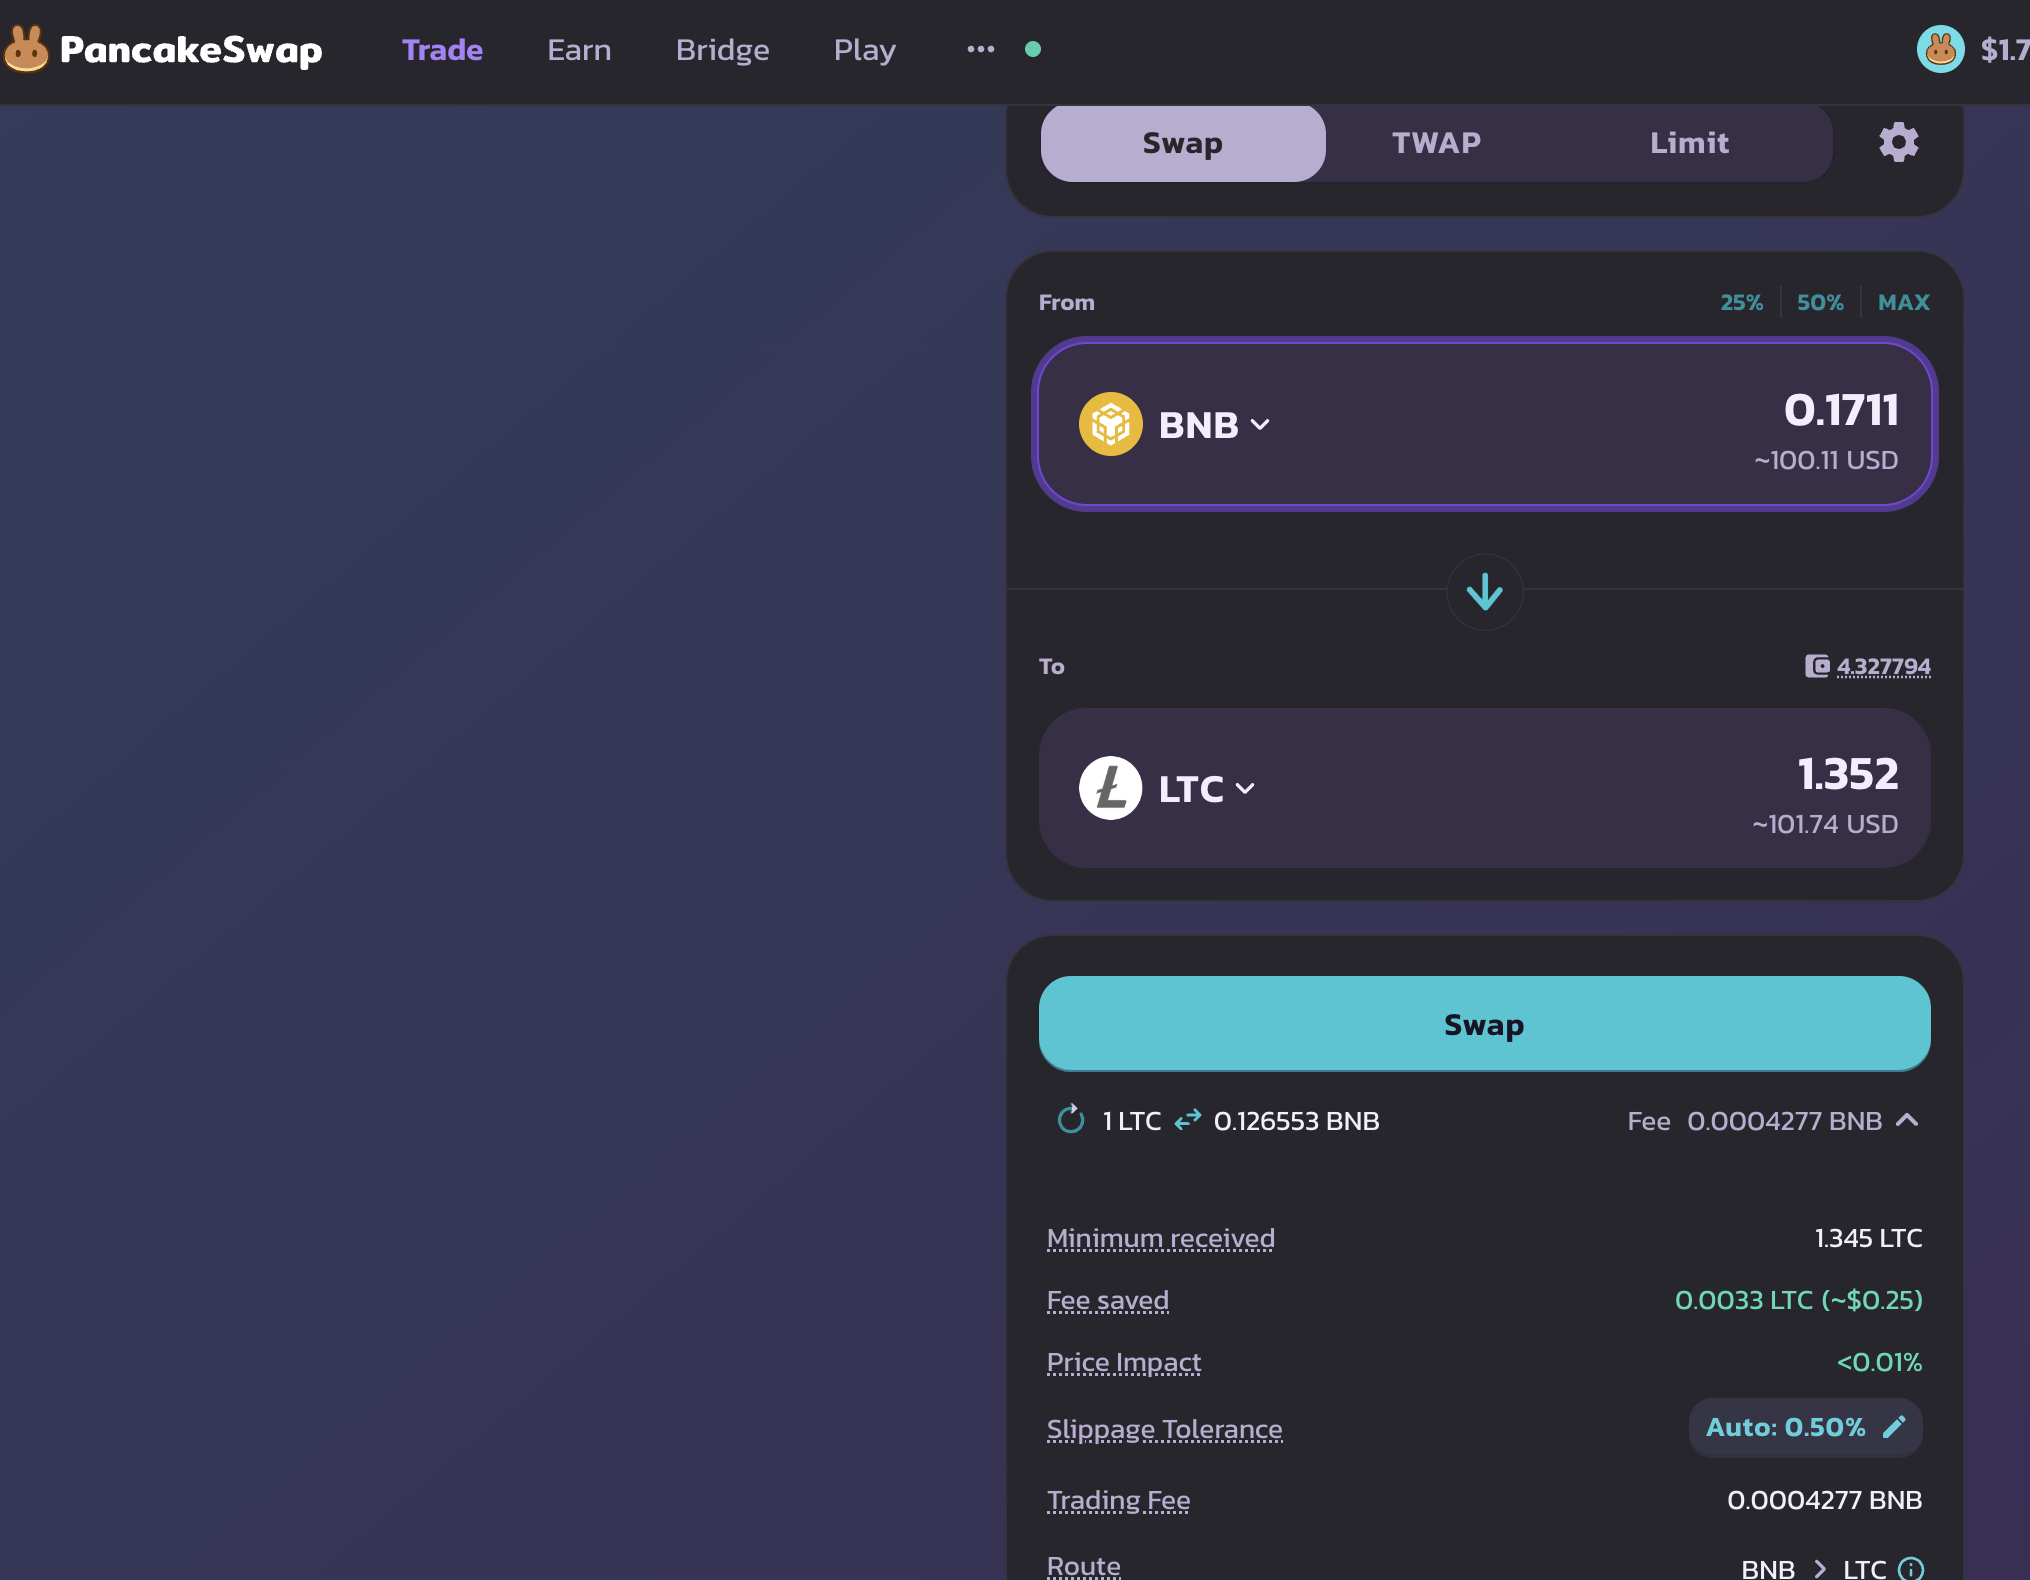 PancakeSwap Trade Earn Bridge Play ••• $1.7
Swap TWAP Limit
From 25% 50% MAX
BNB 0.1711
~100.11 USD
To 4.327794
LTC 1.352
~101.74 USD
Swap
1 LTC ⇄ 0.126553 BNB Fee 0.0004277 BNB
Minimum received 1.345 LTC
Fee saved 0.0033 LTC (~$0.25)
Price Impact <0.01%
Slippage Tolerance Auto: 0.50%
Trading Fee 0.0004277 BNB
Route BNB > LTC